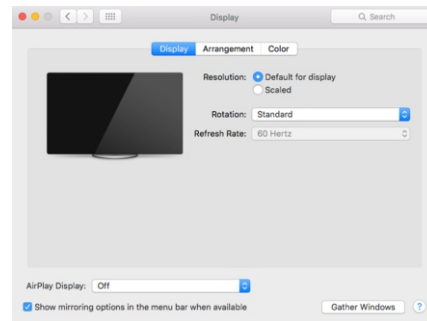 Display
Search
Display Arrangement Color
Resolution: Default for display
Scaled
Rotation: Standard
Refresh Rate: 60 Hertz
AirPlay Display: Off
Show mirroring options in the menu bar when available
Gather Windows ?